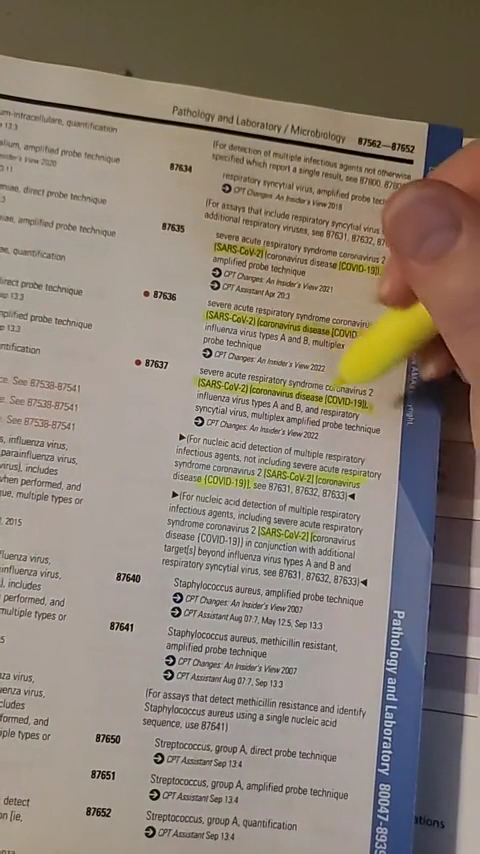 Pathology and Laboratory / Microbiology 87562—87652
um-intracellulare, quantification
13:3
alium, amplified probe technique
Insider's View 2020
0:11
niae, direct probe technique
:3
niae, amplified probe technique
ae, quantification
direct probe technique
Sep 13:3
mplified probe technique
p 13:3
ntification
ce. See 87538-87541
e. See 87538-87541
. See 87538-87541
s, influenza virus,
parainfluenza virus,
virus), includes
when performed, and
que, multiple types or
t. 2015
fluenza virus,
influenza virus,
), includes
performed, and
multiple types or
5
za virus,
enza virus,
cludes
formed, and
iple types or
detect
on [ie,
(For detection of multiple infectious agents not otherwise
specified which report a single result, see 87800, 87801)
87634 respiratory syncytial virus, amplified probe
CPT Changes: An Insider's View 2018
(For assays that include respiratory syncytial virus
additional respiratory viruses, see 87631, 87632,
87635 severe acute respiratory syndrome coronavirus 2
(SARS-CoV-2) (coronavirus disease [COVID-19]),
amplified probe technique
CPT Changes: An Insider's View 2021
CPT Assistant Apr 20:3
87636 severe acute respiratory syndrome coronavirus
(SARS-CoV-2) (coronavirus disease [COVID-
influenza virus types A and B, multiplex
probe technique
CPT Changes: An Insider's View 2022
87637 severe acute respiratory syndrome coronavirus 2
(SARS-CoV-2) (coronavirus disease [COVID-19]),
influenza virus types A and B, and respiratory
syncytial virus, multiplex amplified probe technique
CPT Changes: An Insider's View 2022
▶(For nucleic acid detection of multiple respiratory
infectious agents, not including severe acute respiratory
syndrome coronavirus 2 [SARS-CoV-2] [coronavirus
disease {COVID-19}], see 87631, 87632, 87633)◀
▶(For nucleic acid detection of multiple respiratory
infectious agents, including severe acute respiratory
syndrome coronavirus 2 [SARS-CoV-2] [coronavirus
disease {COVID-19}] in conjunction with additional
target[s] beyond influenza virus types A and B and
respiratory syncytial virus, see 87631, 87632, 87633)◀
87640 Staphylococcus aureus, amplified probe technique
CPT Changes: An Insider's View 2007
CPT Assistant Aug 07:7, May 12:5, Sep 13:3
87641 Staphylococcus aureus, methicillin resistant,
amplified probe technique
CPT Changes: An Insider's View 2007
CPT Assistant Aug 07:7, Sep 13:3
(For assays that detect methicillin resistance and identify
Staphylococcus aureus using a single nucleic acid
sequence, use 87641)
87650 Streptococcus, group A, direct probe technique
CPT Assistant Sep 13:4
87651 Streptococcus, group A, amplified probe technique
CPT Assistant Sep 13:4
87652 Streptococcus, group A, quantification
CPT Assistant Sep 13:4
Pathology and Laboratory 80047-893
ations